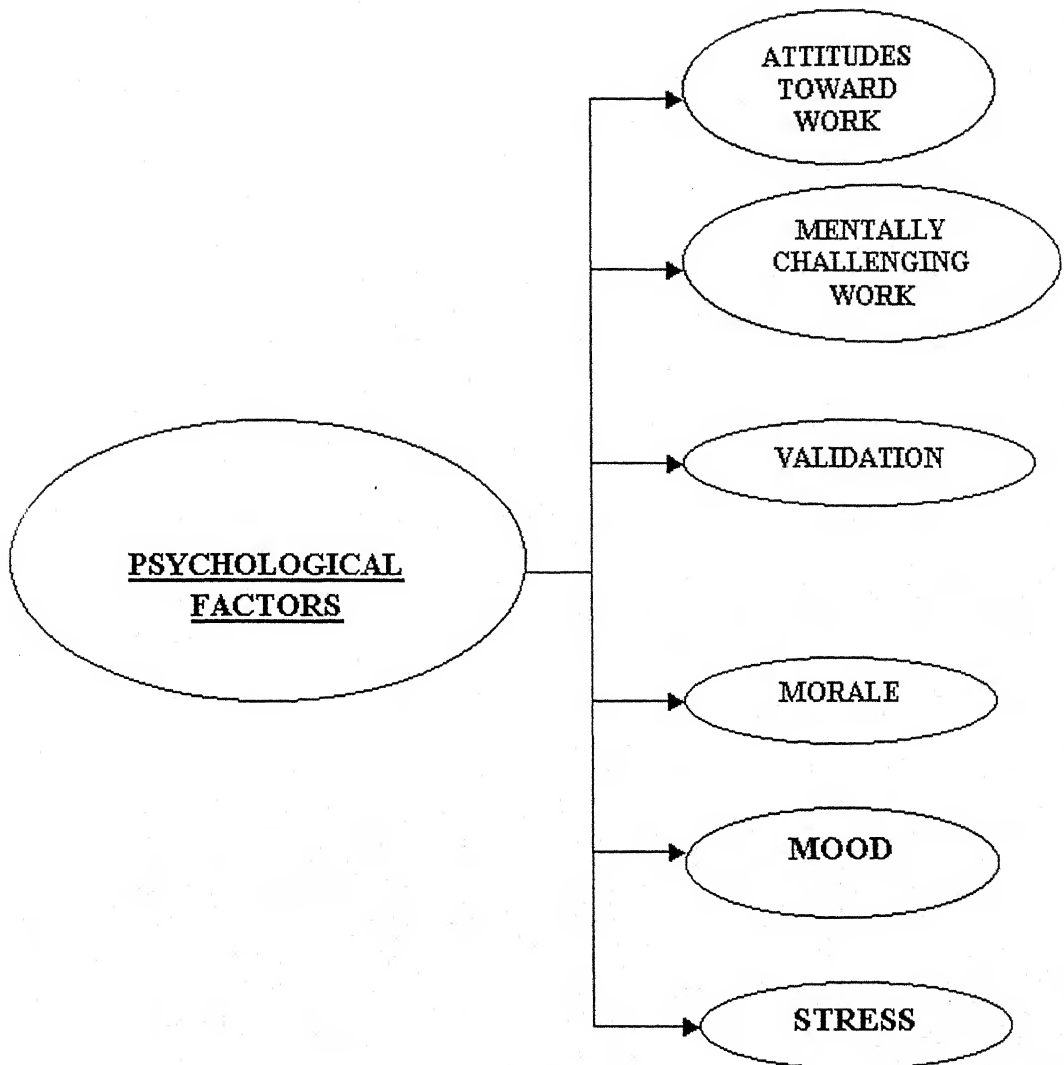 ATTITUDES
TOWARD
WORK
MENTALLY
CHALLENGING
WORK
VALIDATION
PSYCHOLOGICAL
FACTORS
MORALE
MOOD
STRESS